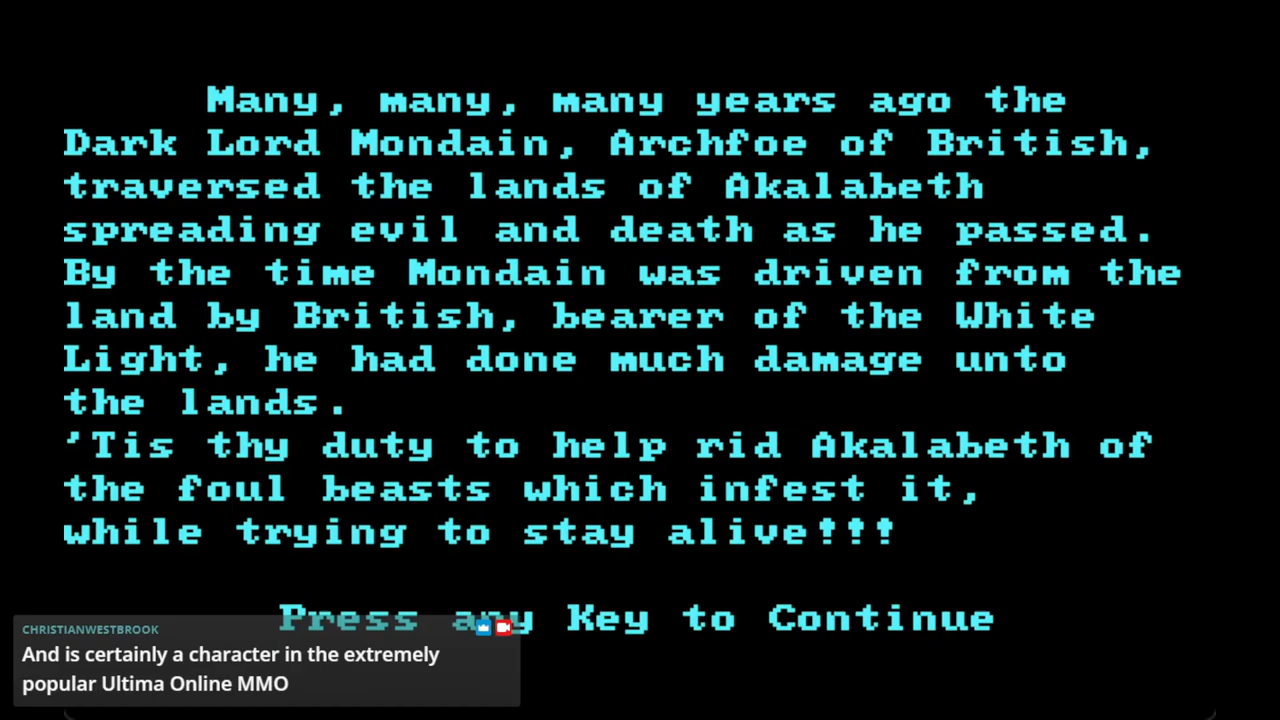 Many, many, many years ago the
Dark Lord Mondain, Archfoe of British,
traversed the lands of Akalabeth
spreading evil and death as he passed.
By the time Mondain was driven from the
land by British, bearer of the White
Light, he had done much damage unto
the lands.
'Tis thy duty to help rid Akalabeth of
the foul beasts which infest it,
while trying to stay alive!!!
Press any Key to Continue
CHRISTIANWESTBROOK
And is certainly a character in the extremely
popular Ultima Online MMO